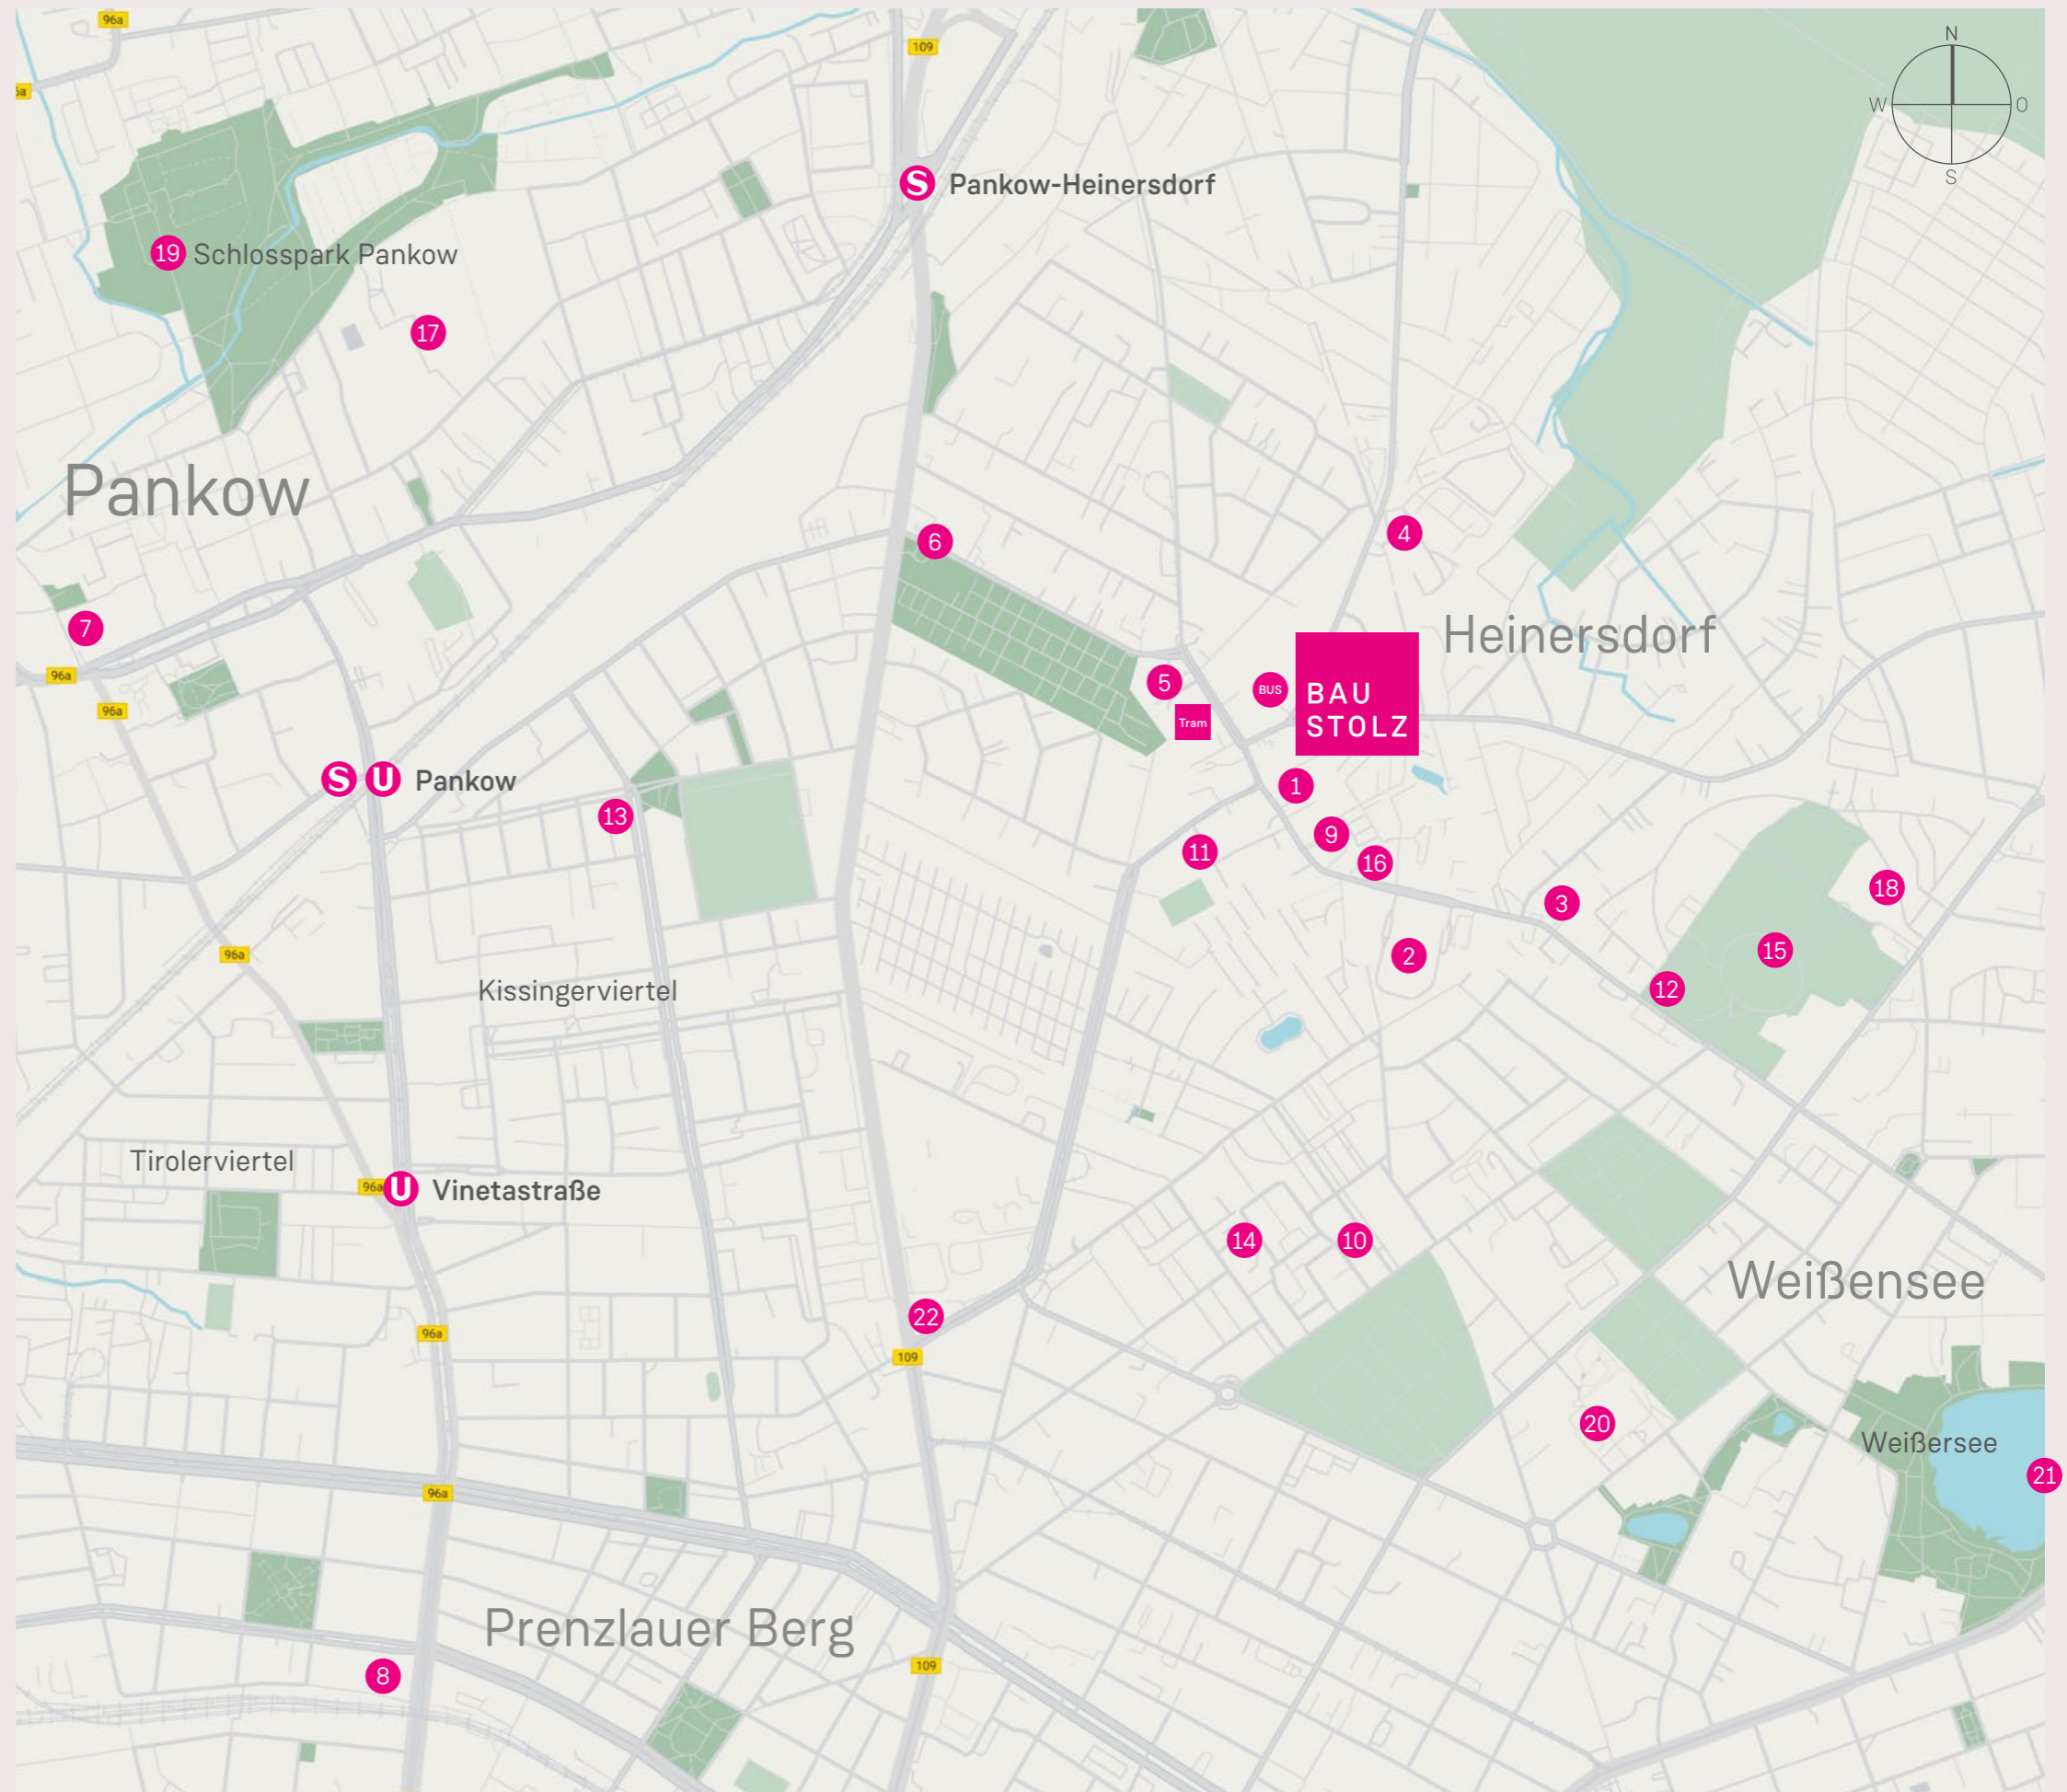 96a
109
N
6a
W
O
S
S
Pankow-Heinersdorf
19
Schlosspark Pankow
17
Pankow
6
4
7
Heinersdorf
96a
5
BUS
BAU
STOLZ
96a
Tram
S
U
Pankow
1
13
9
11
16
18
3
96a
15
2
12
Kissingerviertel
Tirolerviertel
96a
U
Vinetastraße
14
10
Weißensee
22
96a
109
20
Weißersee
21
96a
Prenzlauer Berg
109
8